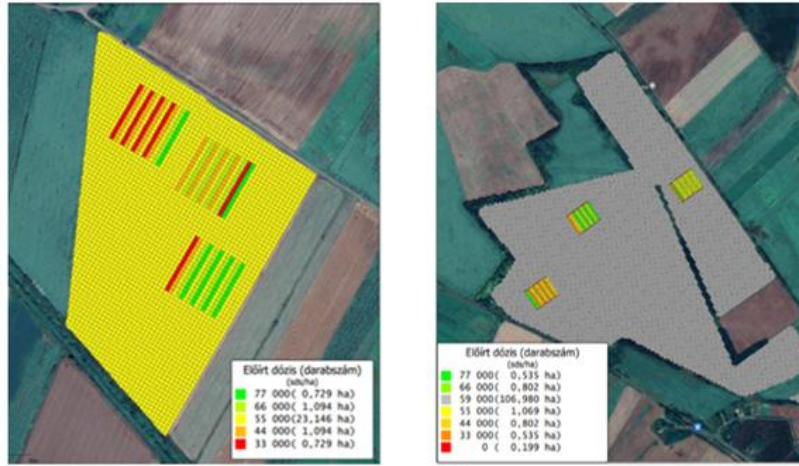 Előírt dózis (darabszám)
(sds/ha)
77 000( 0,729 ha)
66 000( 1,094 ha)
55 000(23,146 ha)
44 000( 1,094 ha)
33 000( 0,729 ha)
Előírt dózis (darabszám)
(sds/ha)
77 000( 0,535 ha)
66 000( 0,802 ha)
59 000(106,980 ha)
55 000( 1,069 ha)
44 000( 0,802 ha)
33 000( 0,535 ha)
0 ( 0,199 ha)